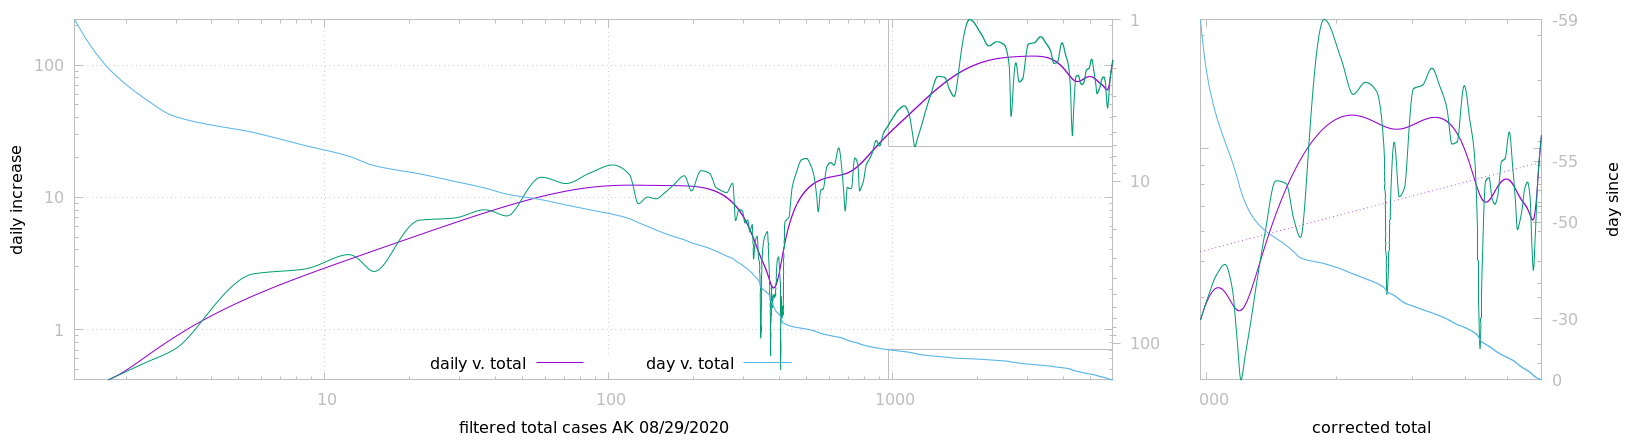 daily increase
100
10
1
daily v. total
day v. total
10
100
1000
filtered total cases AK 08/29/2020
1
10
100
000
corrected total
-59
-55
-50
-30
0
day since